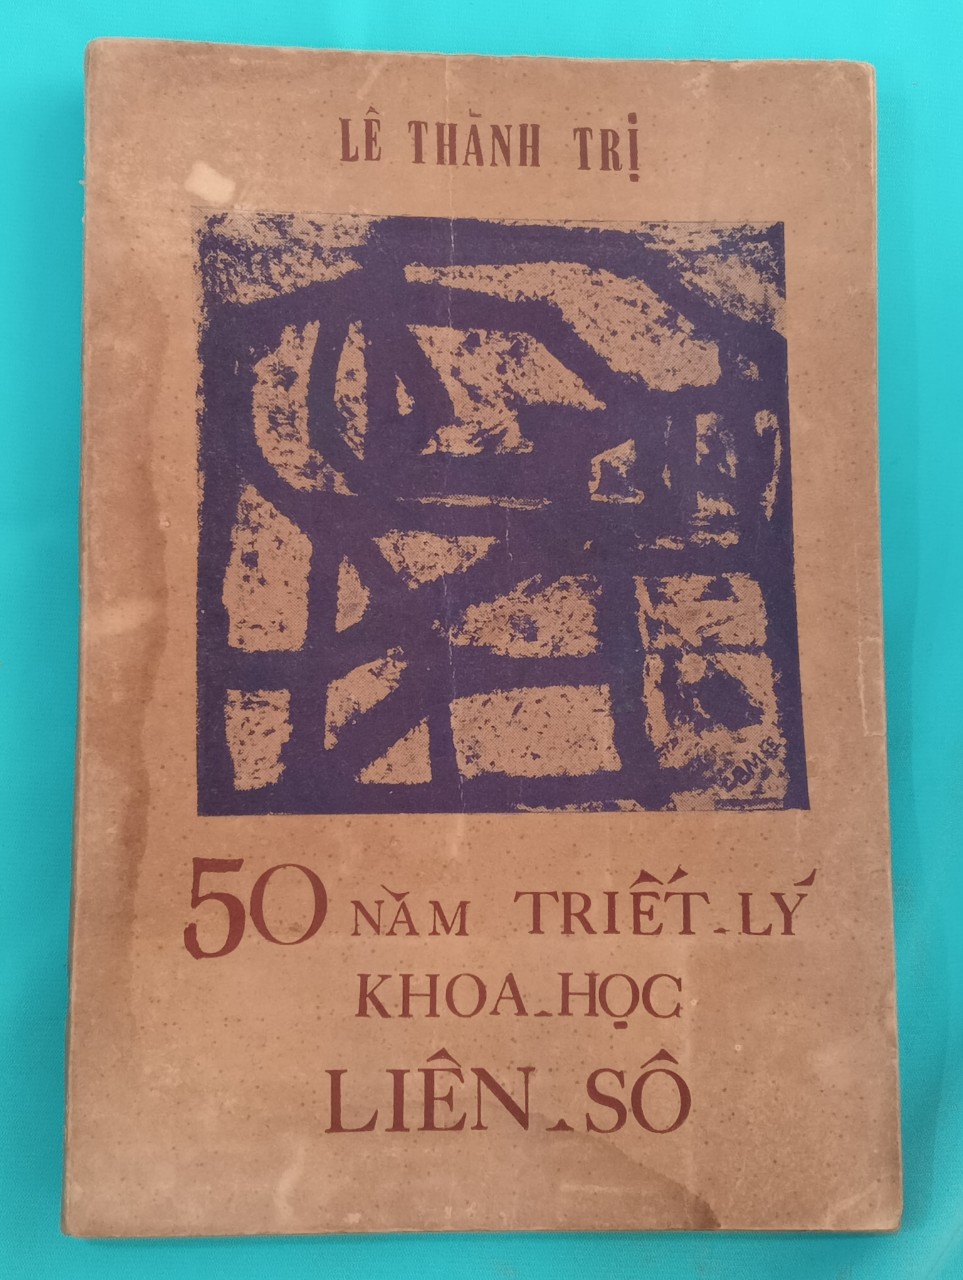 LÊ THÀNH TRỊ
50 NĂM TRIẾT-LÝ
KHOA-HỌC
LIÊN-SÔ